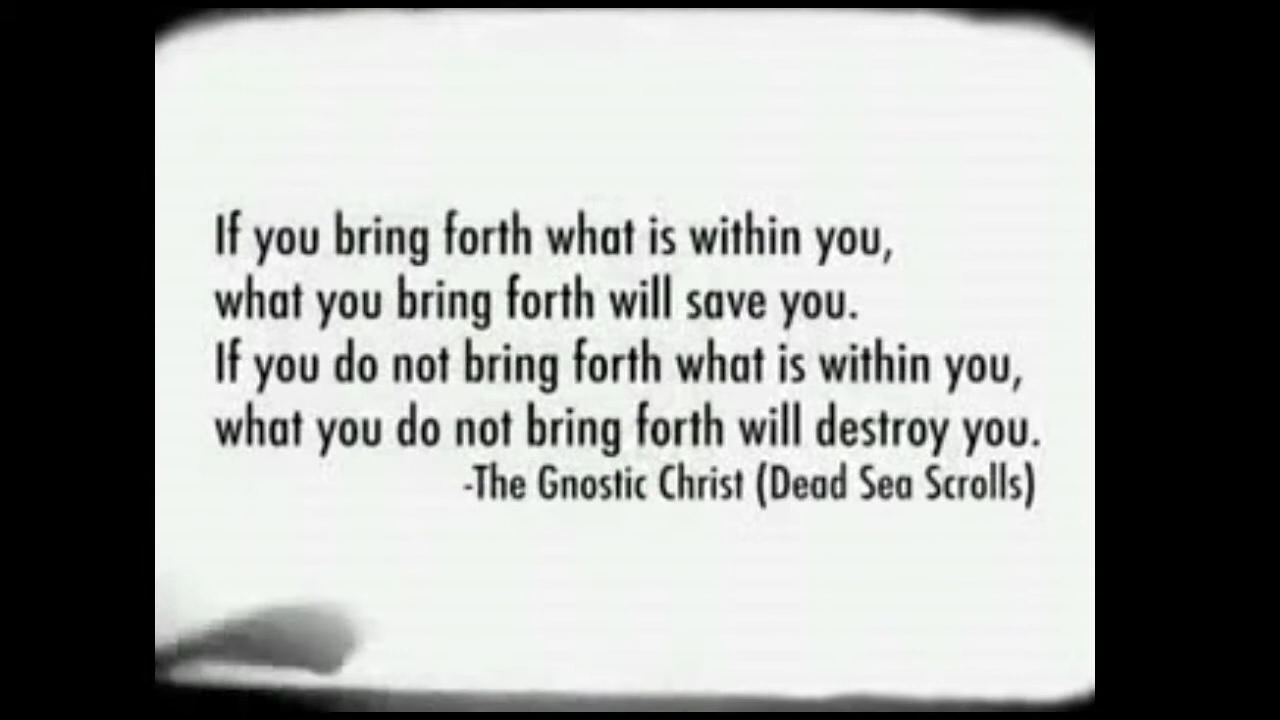 If you bring forth what is within you,
what you bring forth will save you.
If you do not bring forth what is within you,
what you do not bring forth will destroy you.
-The Gnostic Christ (Dead Sea Scrolls)